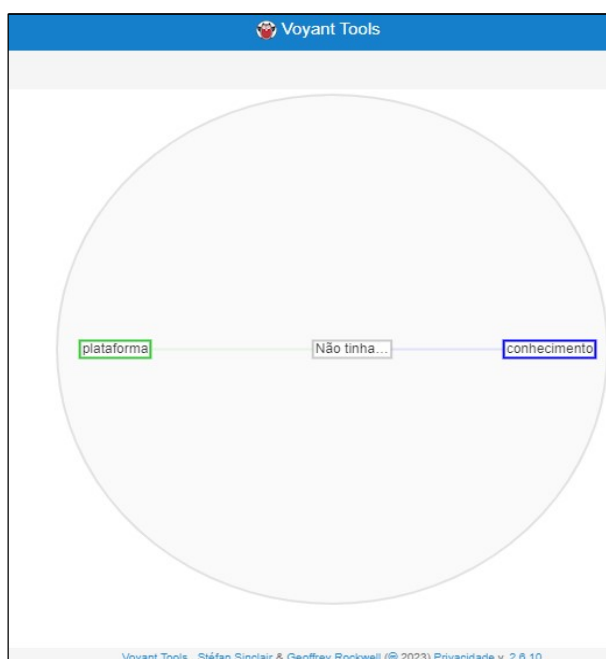 Voyant Tools
plataforma Não tinha... conhecimento
Voyant Tools , Stéfan Sinclair & Geoffrey Rockwell (© 2023) Privacidade v. 2.6.10